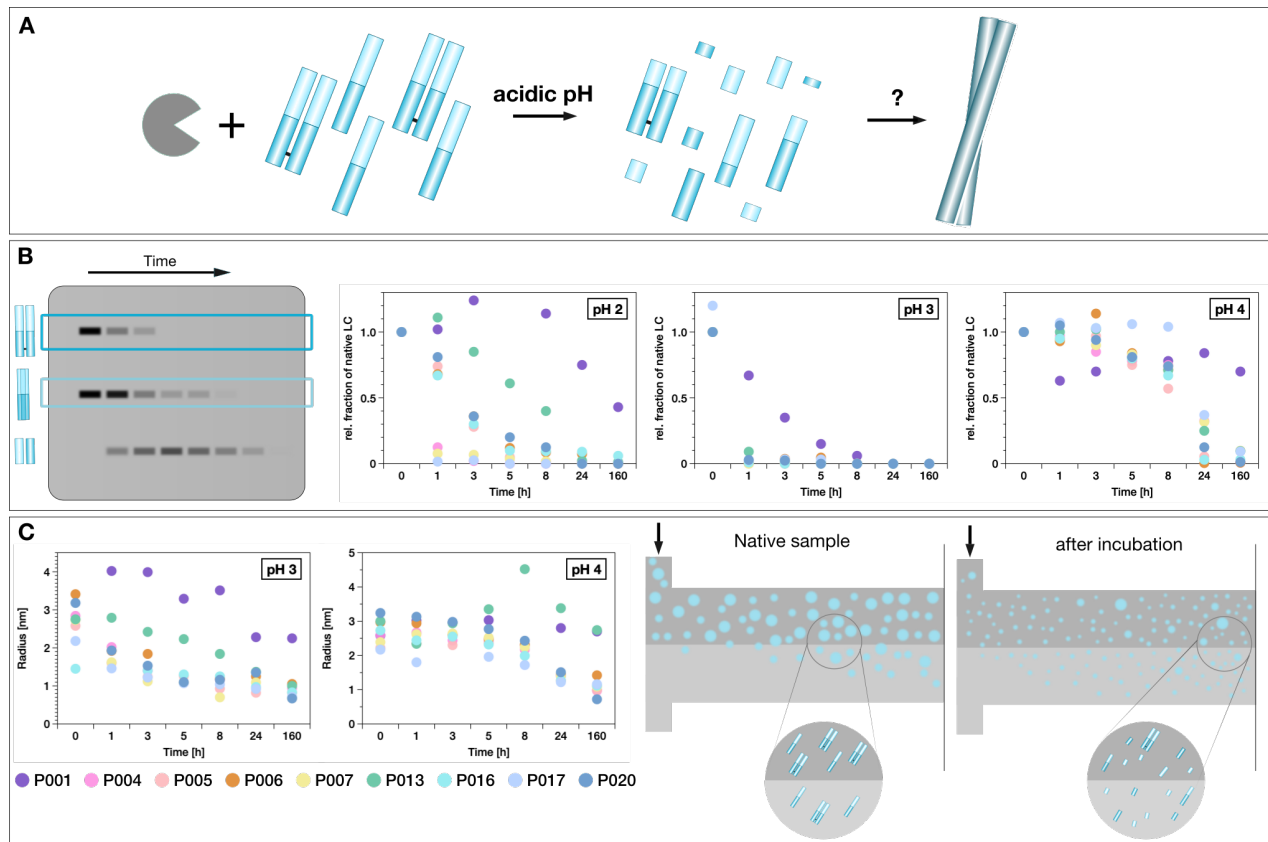 A
acidic pH
?
+
B
Time
pH 2
rel. fraction of native LC
1.0
0.5
0
0 1 3 5 8 24 160
Time [h]
pH 3
rel. fraction of native LC
1.0
0.5
0
0 1 3 5 8 24 160
Time [h]
pH 4
rel. fraction of native LC
1.0
0.5
0
0 1 3 5 8 24 160
Time [h]
C
pH 3
Radius [nm]
4
3
2
1
0
0 1 3 5 8 24 160
Time [h]
pH 4
Radius [nm]
5
4
3
2
1
0
0 1 3 5 8 24 160
Time [h]
P001 P004 P005 P006 P007 P013 P016 P017 P020
Native sample
after incubation